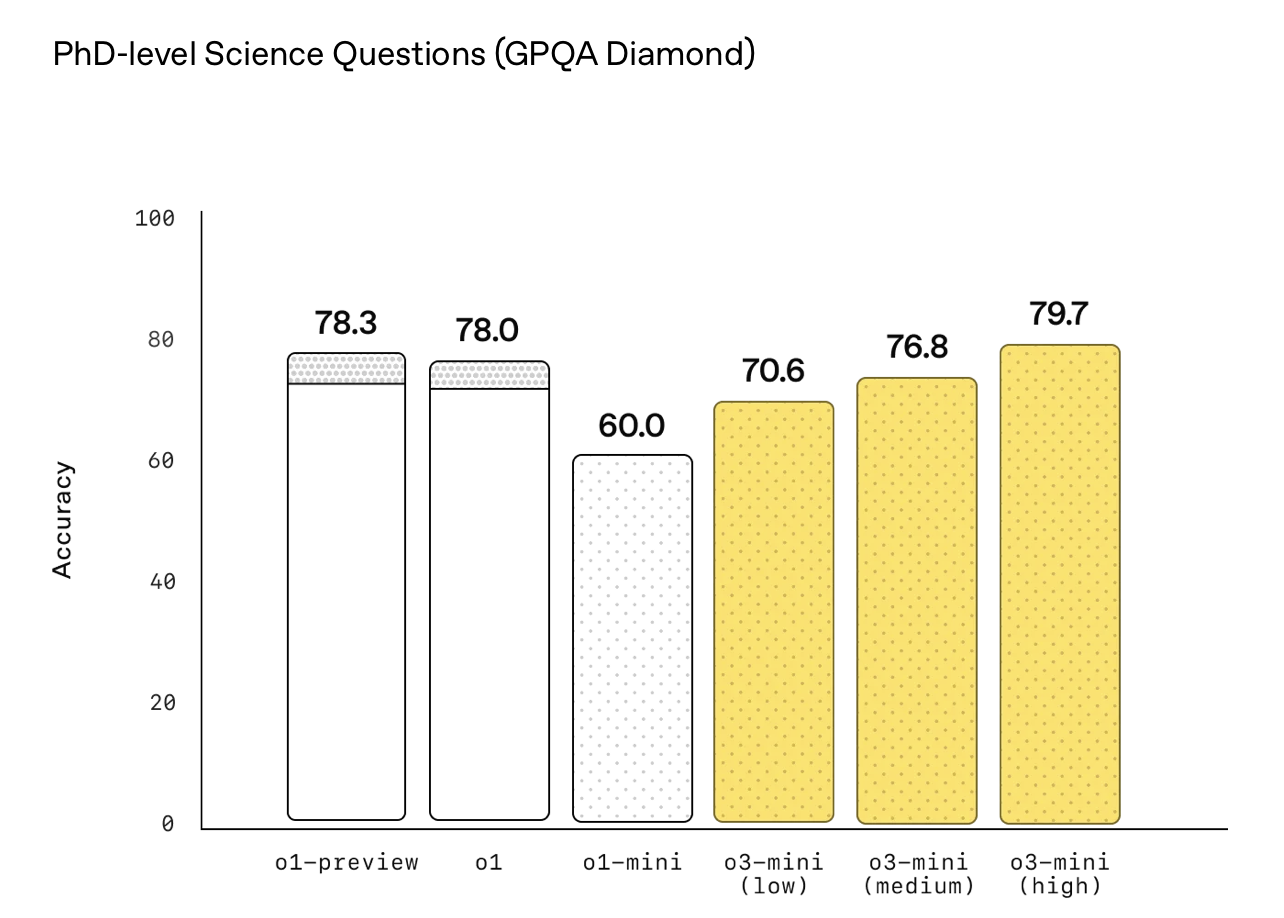 PhD-level Science Questions (GPQA Diamond)
Accuracy
100
80
60
40
20
0
78.3
78.0
60.0
70.6
76.8
79.7
o1-preview
o1
o1-mini
o3-mini
(low)
o3-mini
(medium)
o3-mini
(high)